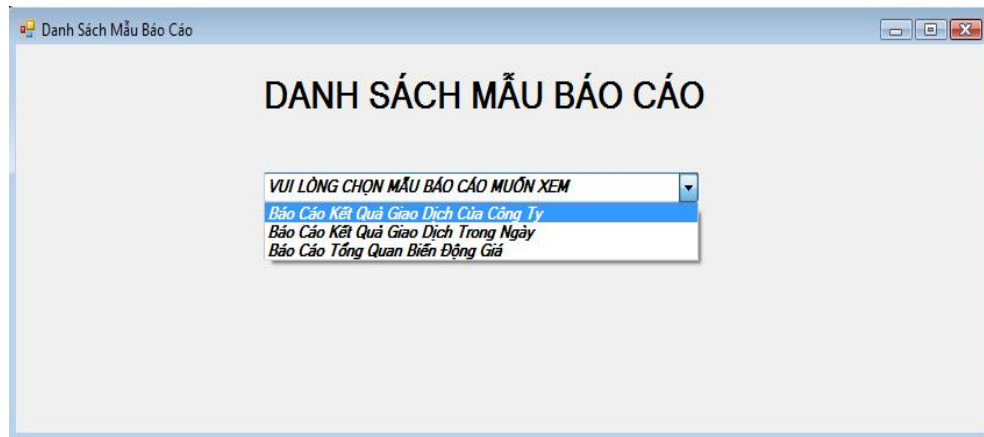 Danh Sách Mẫu Báo Cáo
DANH SÁCH MẪU BÁO CÁO
VUI LÒNG CHỌN MẪU BÁO CÁO MUỐN XEM
Báo Cáo Kết Quả Giao Dịch Của Công Ty
Báo Cáo Kết Quả Giao Dịch Trong Ngày
Báo Cáo Tổng Quan Biến Động Giá